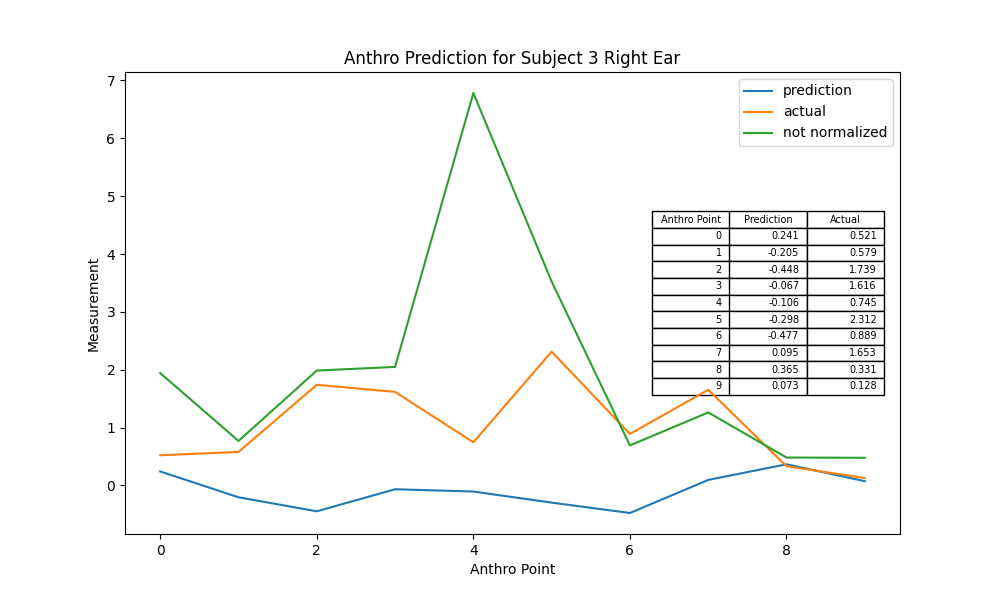 Anthro Prediction for Subject 3 Right Ear
7
6
5
4
3
2
1
0
Measurement
prediction
actual
not normalized
Anthro Point Prediction Actual
0 0.241 0.521
1 -0.205 0.579
2 -0.448 1.739
3 -0.067 1.616
4 -0.106 0.745
5 -0.298 2.312
6 -0.477 0.889
7 0.095 1.653
8 0.365 0.331
9 0.073 0.128
0 2 4 6 8
Anthro Point